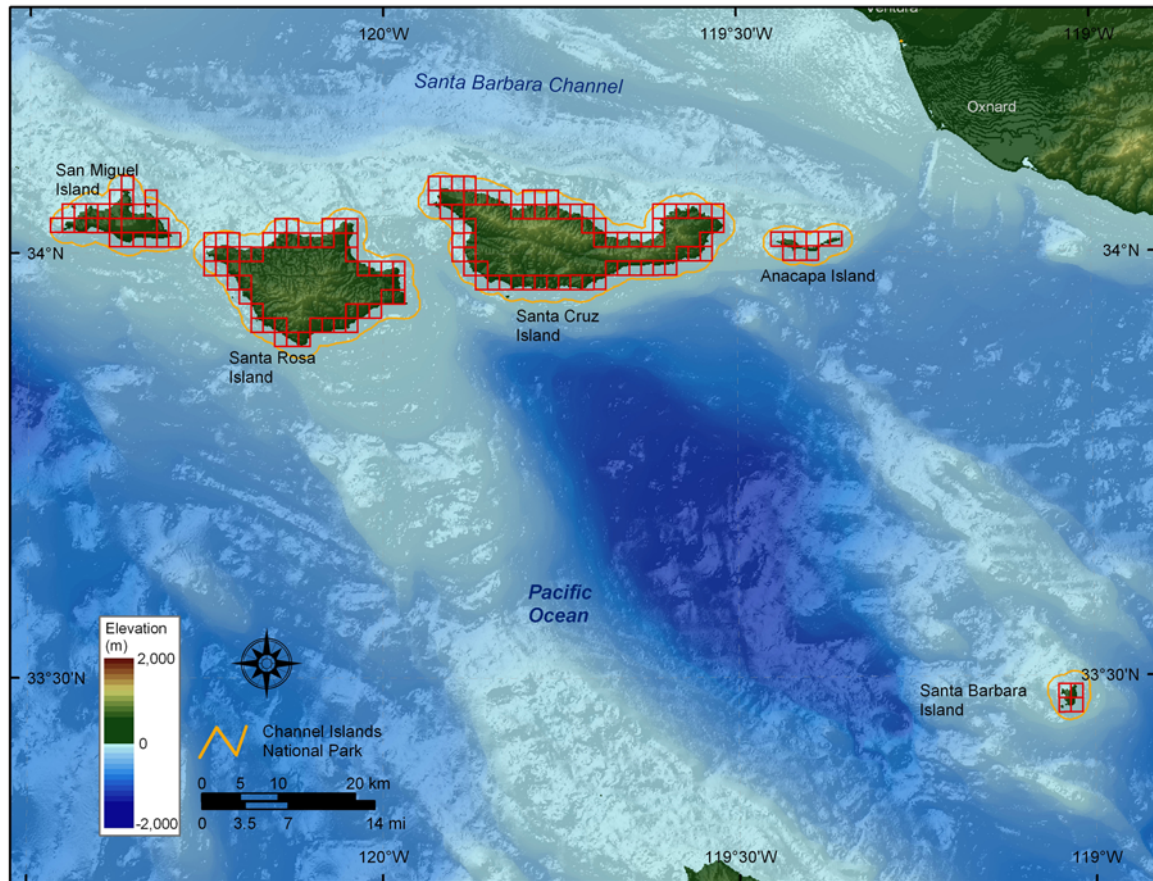 Ventura
120°W
119°30'W
119°W
Santa Barbara Channel
Oxnard
San Miguel
Island
34°N
34°N
Anacapa Island
Santa Cruz
Island
Santa Rosa
Island
Pacific
Ocean
Elevation
(m)
2,000
0
-2,000
33°30'N
33°30'N
Santa Barbara
Island
Channel Islands
National Park
0 5 10 20 km
0 3.5 7 14 mi
120°W
119°30'W
119°W